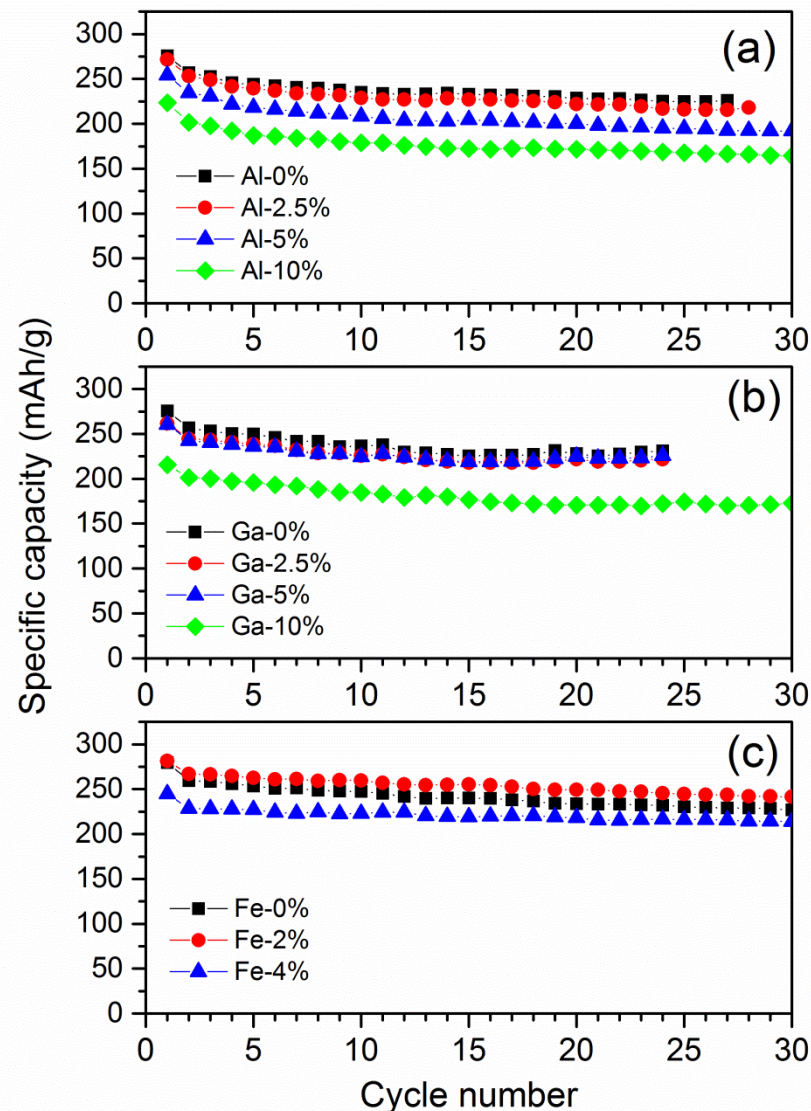 Specific capacity (mAh/g)
(a)
300
250
200
150
100
50
0
Al-0%
Al-2.5%
Al-5%
Al-10%
0 5 10 15 20 25 30
(b)
300
250
200
150
100
50
0
Ga-0%
Ga-2.5%
Ga-5%
Ga-10%
0 5 10 15 20 25 30
(c)
300
250
200
150
100
50
0
Fe-0%
Fe-2%
Fe-4%
0 5 10 15 20 25 30
Cycle number